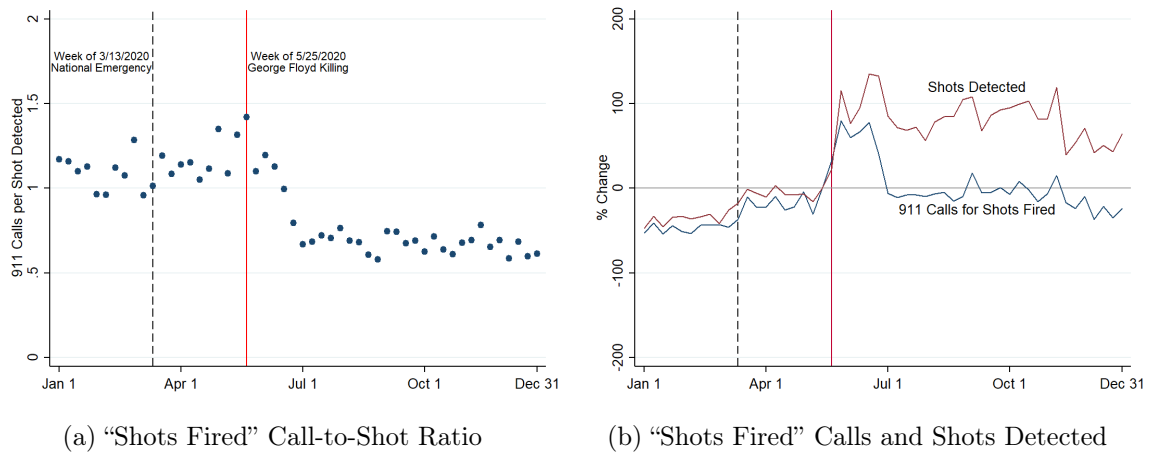 2
1.5
1
.5
0
911 Calls per Shot Detected
Week of 3/13/2020
National Emergency
Week of 5/25/2020
George Floyd Killing
Jan 1
Apr 1
Jul 1
Oct 1
Dec 31
(a) “Shots Fired” Call-to-Shot Ratio
200
100
0
-100
-200
% Change
Shots Detected
911 Calls for Shots Fired
Jan 1
Apr 1
Jul 1
Oct 1
Dec 31
(b) “Shots Fired” Calls and Shots Detected